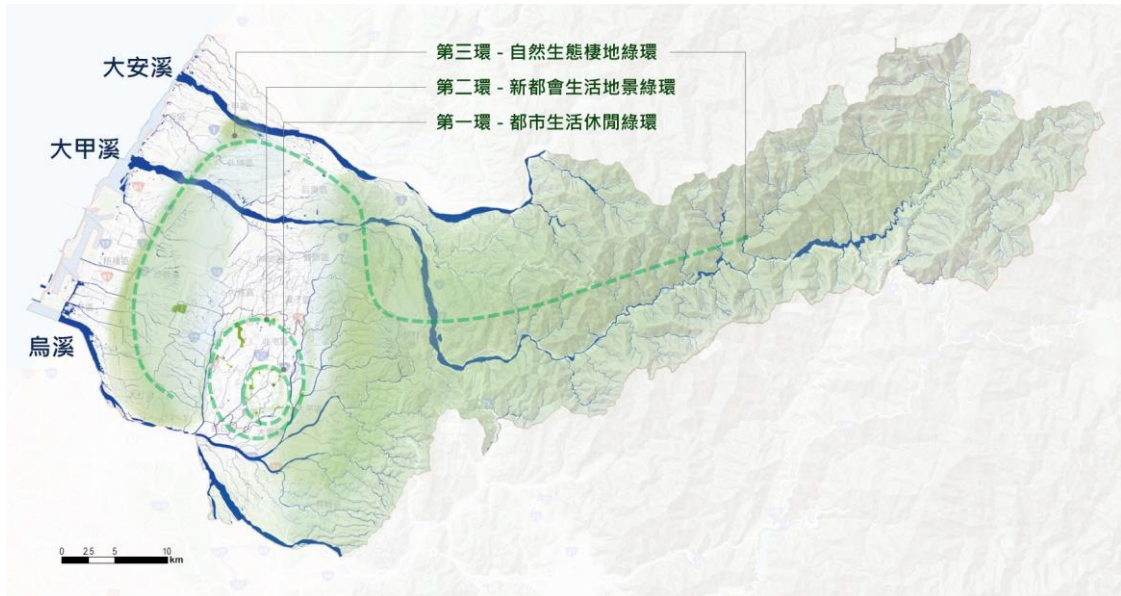 第三環 - 自然生態棲地綠環
第二環 - 新都會生活地景綠環
第一環 - 都市生活休閒綠環
大安溪
大甲溪
烏溪
0 2.5 5 10
km